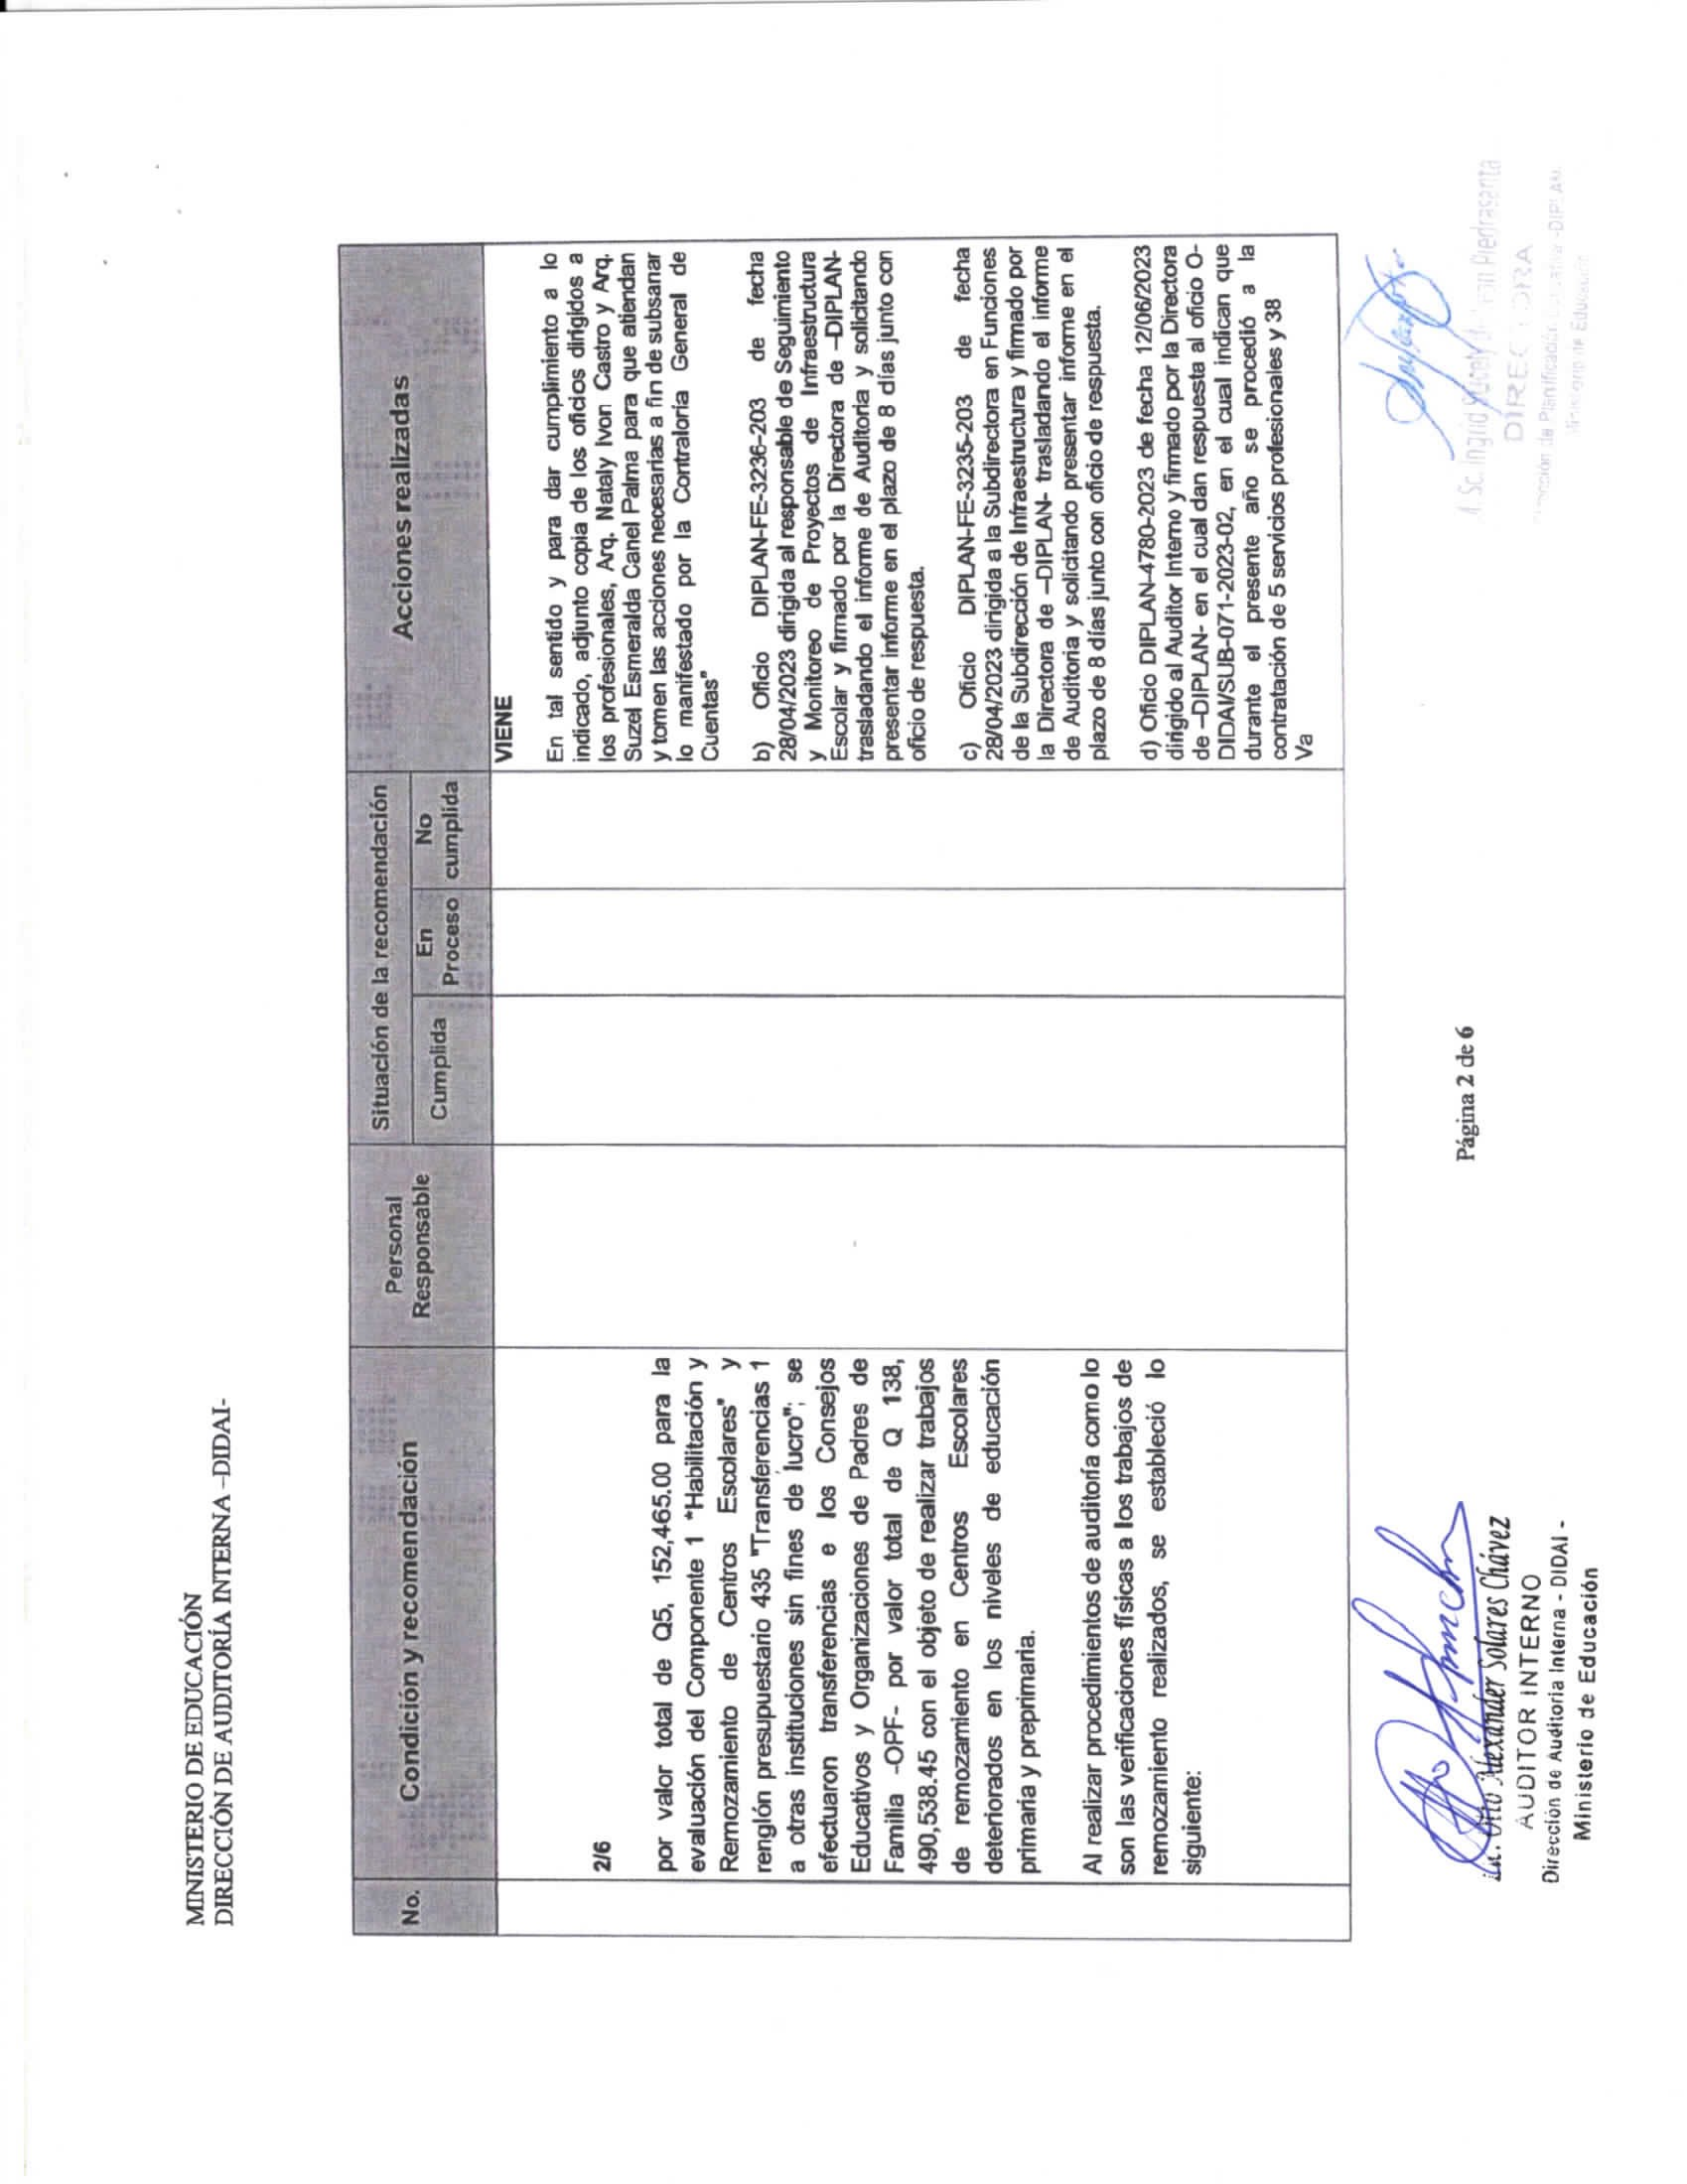 MINISTERIO DE EDUCACIÓN
DIRECCIÓN DE AUDITORÍA INTERNA –DIDAI-
No.
Condición y recomendación
Personal
Responsable
Situación de la recomendación
Cumplida
En
Proceso
No
cumplida
Acciones realizadas
2/6
por valor total de Q5, 152,465.00 para la
evaluación del Componente 1 "Habilitación y
Remozamiento de Centros Escolares" y
renglón presupuestario 435 "Transferencias 1
a otras instituciones sin fines de lucro"; se
efectuaron transferencias e los Consejos
Educativos y Organizaciones de Padres de
Familia -OPF- por valor total de Q 138,
490,538.45 con el objeto de realizar trabajos
de remozamiento en Centros Escolares
deteriorados en los niveles de educación
primaria y preprimaria.
Al realizar procedimientos de auditoría como lo
son las verificaciones físicas a los trabajos de
remozamiento realizados, se estableció lo
siguiente:
VIENE
En tal sentido y para dar cumplimiento a lo
indicado, adjunto copia de los oficios dirigidos a
los profesionales, Arq. Nataly Ivon Castro y Arq.
Suzel Esmeralda Canel Palma para que atiendan
y tomen las acciones necesarias a fin de subsanar
lo manifestado por la Contraloría General de
Cuentas"
b) Oficio DIPLAN-FE-3236-203 de fecha
28/04/2023 dirigida al responsable de Seguimiento
y Monitoreo de Proyectos de Infraestructura
Escolar y firmado por la Directora de –DIPLAN-
trasladando el informe de Auditoria y solicitando
presentar informe en el plazo de 8 días junto con
oficio de respuesta.
c) Oficio DIPLAN-FE-3235-203 de fecha
28/04/2023 dirigida a la Subdirectora en Funciones
de la Subdirección de Infraestructura y firmado por
la Directora de –DIPLAN- trasladando el informe
de Auditoria y solicitando presentar informe en el
plazo de 8 días junto con oficio de respuesta.
d) Oficio DIPLAN-4780-2023 de fecha 12/06/2023
dirigido al Auditor Interno y firmado por la Directora
de –DIPLAN- en el cual dan respuesta al oficio O-
DIDAI/SUB-071-2023-02, en el cual indican que
durante el presente año se procedió a la
contratación de 5 servicios profesionales y 38
Va
Alexander Solares Chávez
AUDITOR INTERNO
Dirección de Auditoria Interna - DIDAI -
Ministerio de Educación
Página 2 de 6
M. Sc. Ingrid Piedrasanta
DIRECTORA
de Planificación -DIPLAN-
Ministerio de Educación